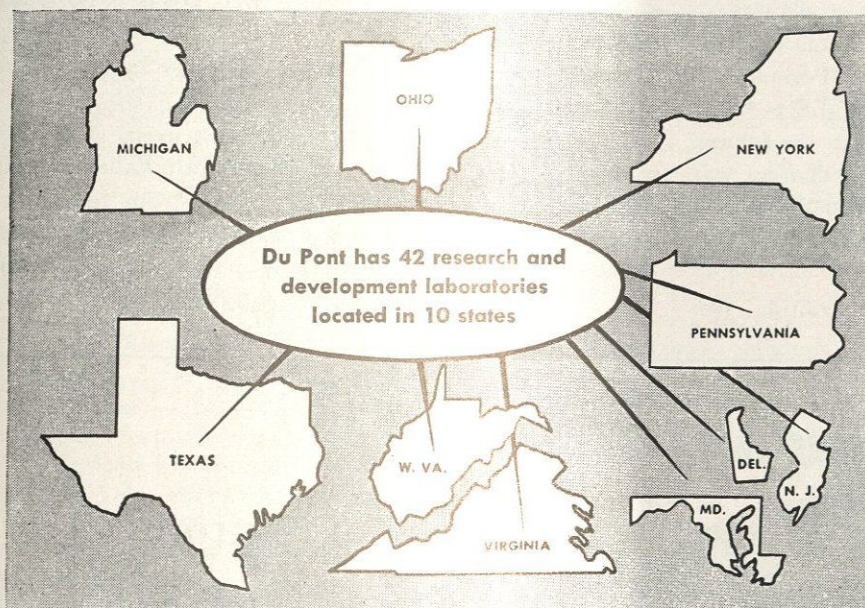 MICHIGAN
OHIO
NEW YORK
Du Pont has 42 research and
development laboratories
located in 10 states
PENNSYLVANIA
TEXAS
W. VA.
VIRGINIA
DEL.
N. J.
MD.